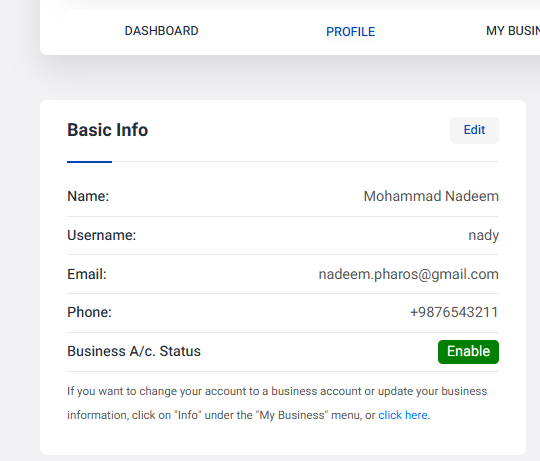 DASHBOARD PROFILE MY
Basic Info Edit
Name: Mohammad Nadeem
Username: nady
Email: nadeem.pharos@gmail.com
Phone: +9876543211
Business A/c. Status Enable
If you want to change your account to a business account or update your business
information, click on "Info" under the "My Business" menu, or click here.